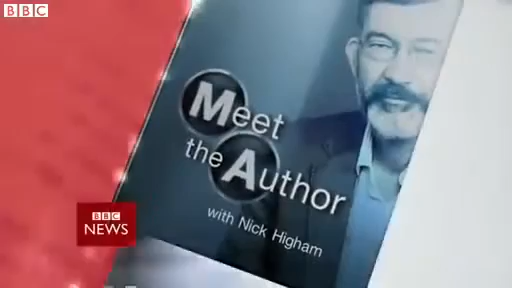 BBC
Meet
the Author
with Nick Higham
BBC
NEWS